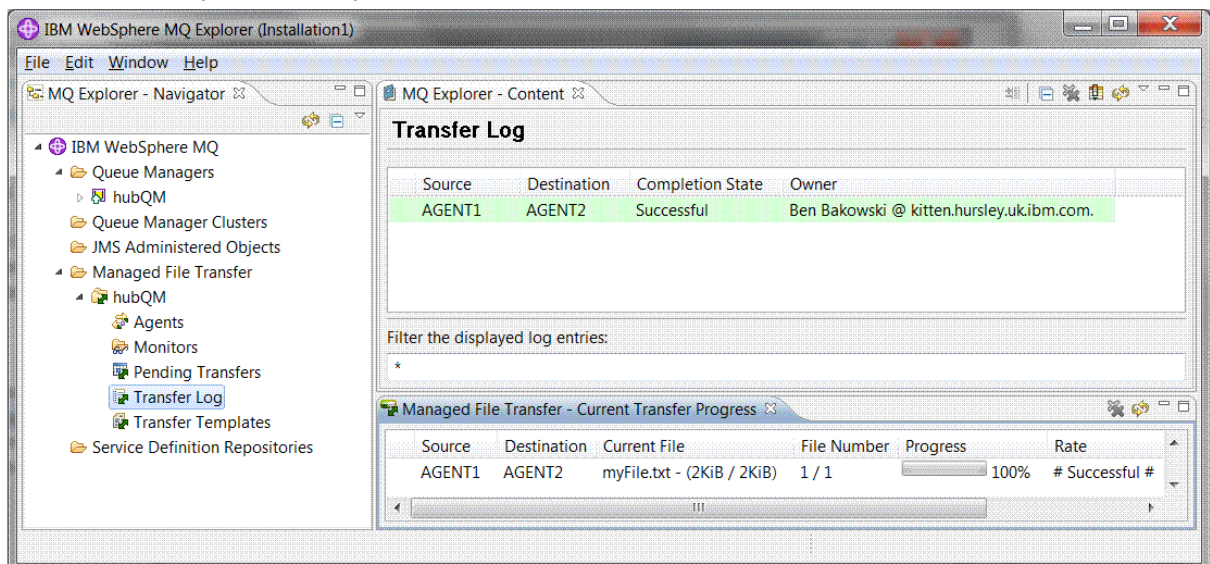 IBM WebSphere MQ Explorer (Installation1)
File Edit Window Help
MQ Explorer - Navigator
IBM WebSphere MQ
Queue Managers
hubQM
Queue Manager Clusters
JMS Administered Objects
Managed File Transfer
hubQM
Agents
Monitors
Pending Transfers
Transfer Log
Transfer Templates
Service Definition Repositories
MQ Explorer - Content
Transfer Log
Source Destination Completion State Owner
AGENT1 AGENT2 Successful Ben Bakowski @ kitten.hursley.uk.ibm.com.
Filter the displayed log entries:
*
Managed File Transfer - Current Transfer Progress
Source Destination Current File File Number Progress Rate
AGENT1 AGENT2 myFile.txt - (2KiB / 2KiB) 1 / 1 100% # Successful #